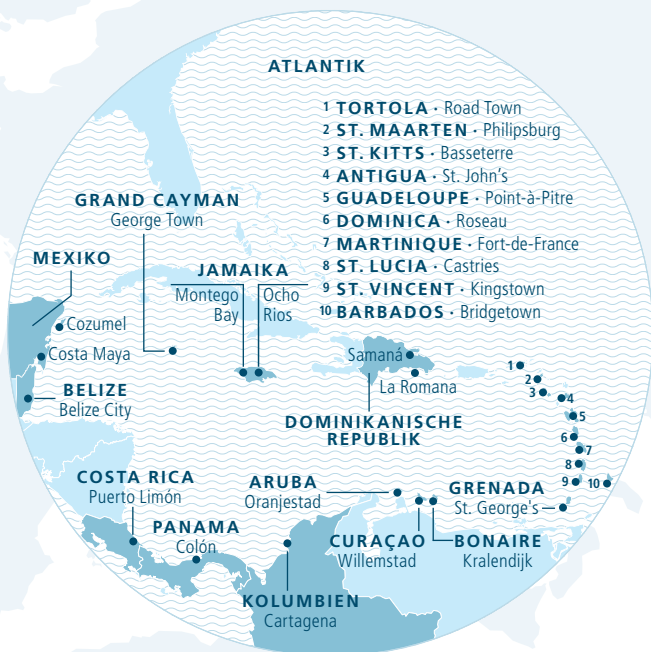 ATLANTIK
1 TORTOLA · Road Town
2 ST. MAARTEN · Philipsburg
3 ST. KITTS · Basseterre
4 ANTIGUA · St. John's
5 GUADELOUPE · Point-à-Pitre
6 DOMINICA · Roseau
7 MARTINIQUE · Fort-de-France
8 ST. LUCIA · Castries
9 ST. VINCENT · Kingstown
10 BARBADOS · Bridgetown
GRAND CAYMAN
George Town
MEXIKO
Cozumel
Costa Maya
JAMAIKA
Montego
Bay
Ocho
Rios
BELIZE
Belize City
Samaná
La Romana
DOMINIKANISCHE
REPUBLIK
1
2
3
4
5
6
7
8
9
10
COSTA RICA
Puerto Limón
PANAMA
Colón
ARUBA
Oranjestad
GRENADA
St. George's
CURAÇAO
Willemstad
BONAIRE
Kralendijk
KOLUMBIEN
Cartagena